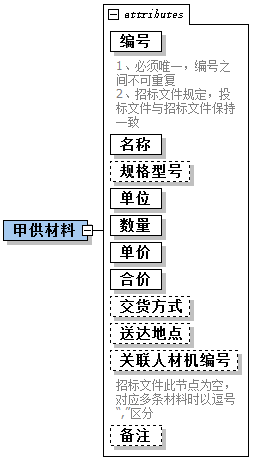 attributes
编号
1、必须唯一，编号之
间不可重复
2、招标文件规定，投
标文件与招标文件保持
一致
名称
规格型号
单位
甲供材料
数量
单价
合价
交货方式
送达地点
关联人材机编号
招标文件此节点为空，
对应多条材料时以逗号
“,”区分
备注